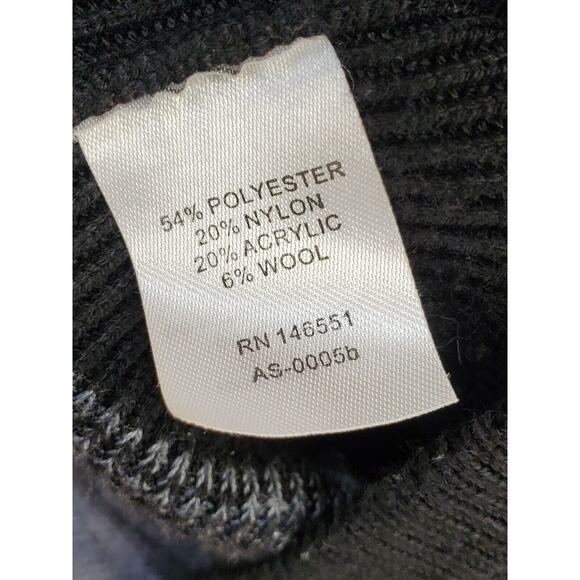 54% POLYESTER
20% NYLON
20% ACRYLIC
6% WOOL
RN 146551
AS-0005b